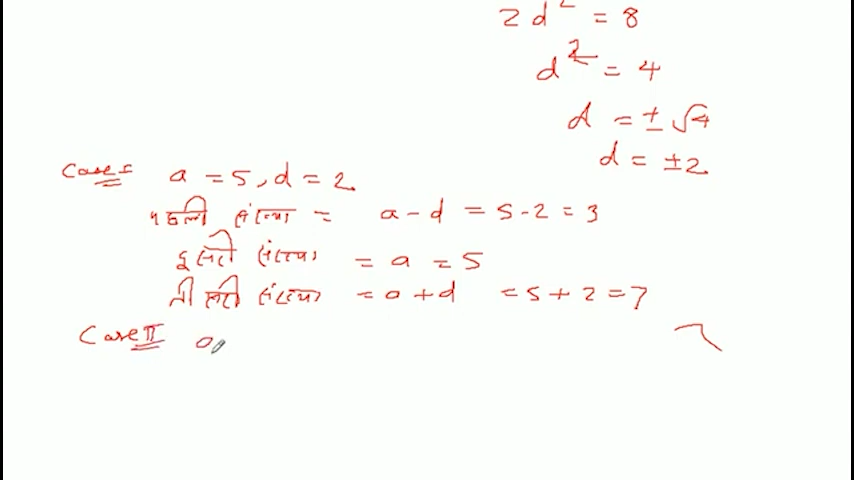 2d² = 8
d² = 4
d = ± √4
d = ±2
Case I a = 5, d = 2
पहली संख्या = a - d = 5 - 2 = 3
दूसरी संख्या = a = 5
तीसरी संख्या = a + d = 5 + 2 = 7
Case II a